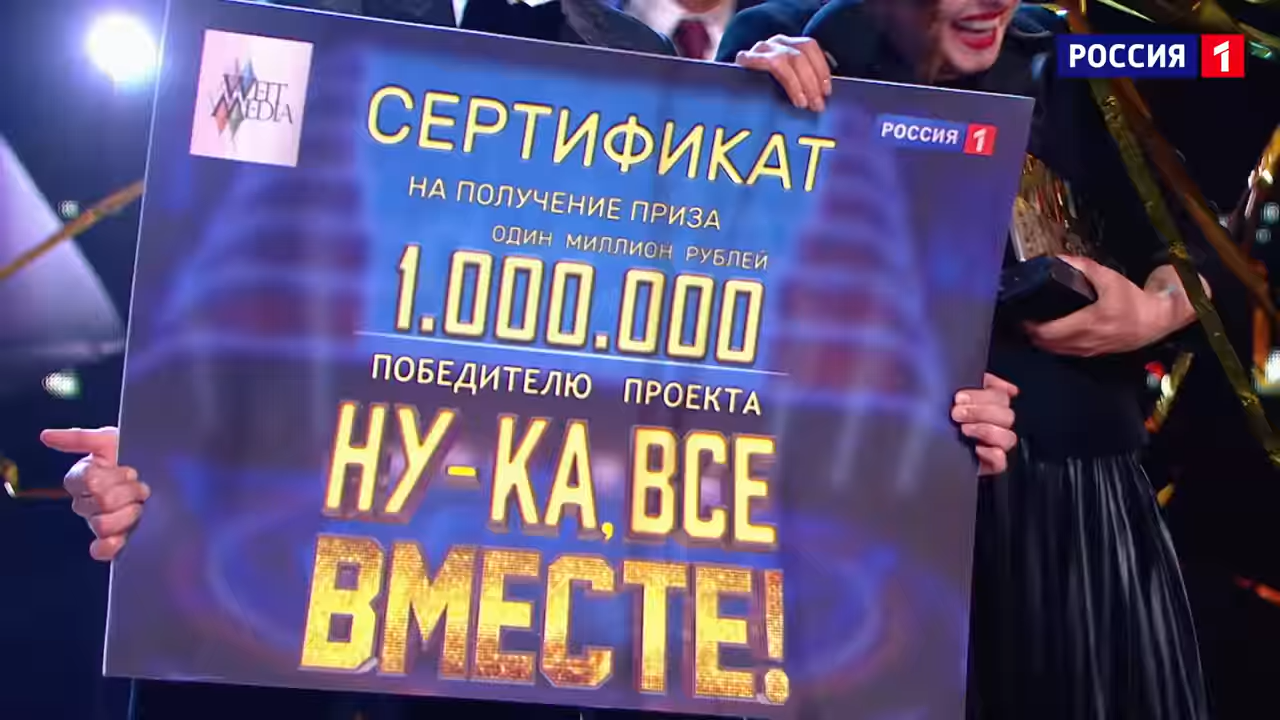 РОССИЯ 1
WEIT
MEDIA
СЕРТИФИКАТ
РОССИЯ 1
НА ПОЛУЧЕНИЕ ПРИЗА
ОДИН МИЛЛИОН РУБЛЕЙ
1.000.000
ПОБЕДИТЕЛЮ ПРОЕКТА
НУ-КА, ВСЕ
ВМЕСТЕ!